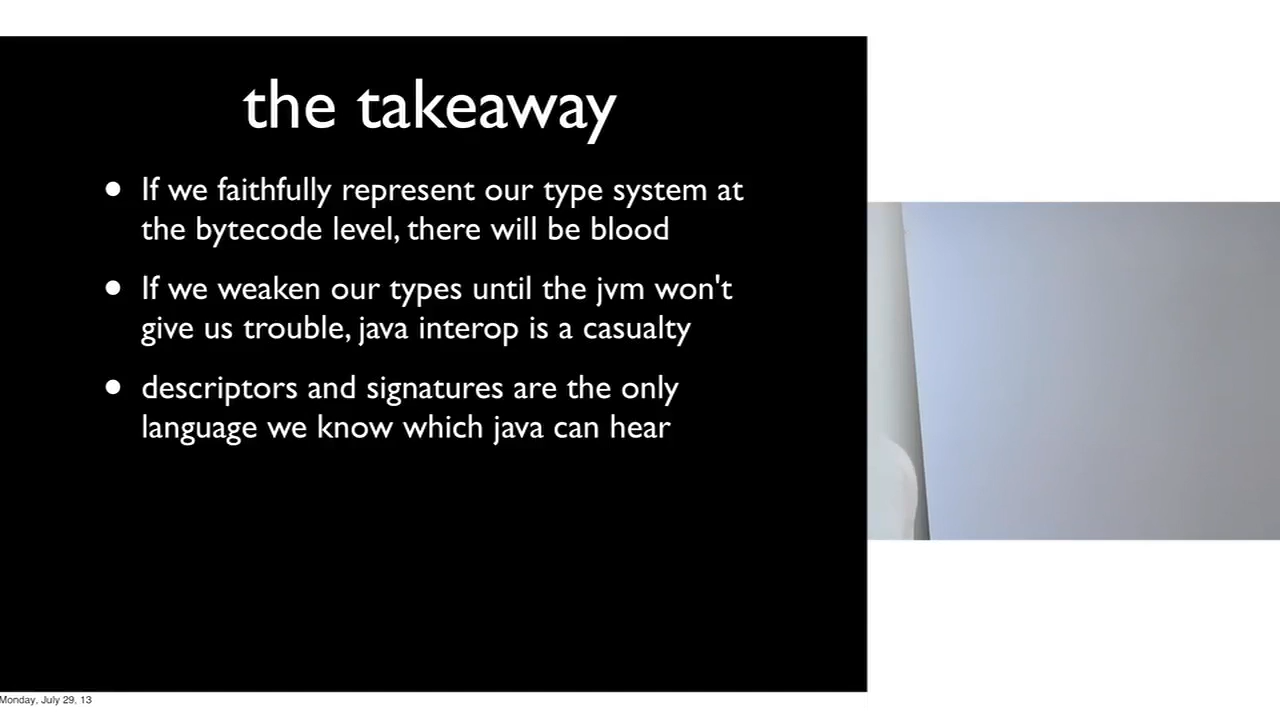 the takeaway
• If we faithfully represent our type system at
the bytecode level, there will be blood
• If we weaken our types until the jvm won't
give us trouble, java interop is a casualty
• descriptors and signatures are the only
language we know which java can hear
Monday, July 29, 13